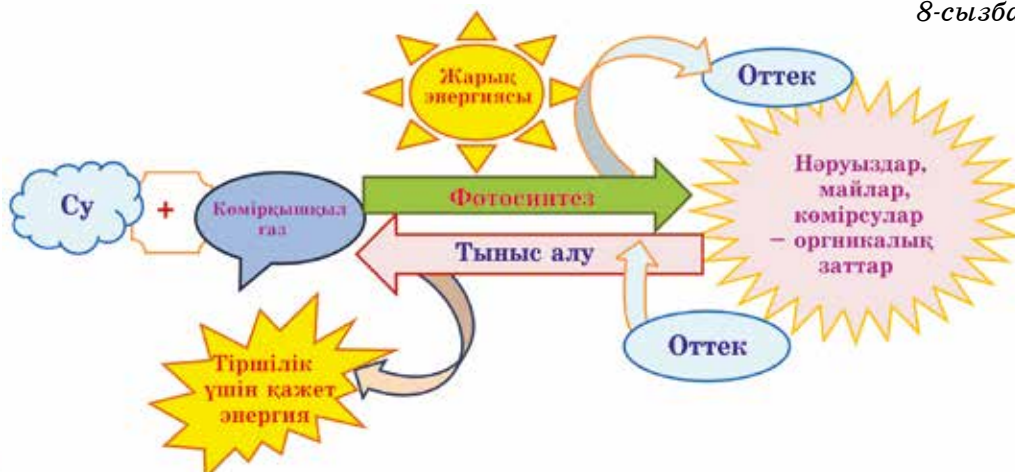 8-сызба
Жарық
энергиясы
Оттек
Су
+
Көмірқышқыл
газ
Фотосинтез
Тыныс алу
Нәруыздар,
майлар,
көмірсулар
– оргникалық
заттар
Оттек
Тіршілік
үшін қажет
энергия